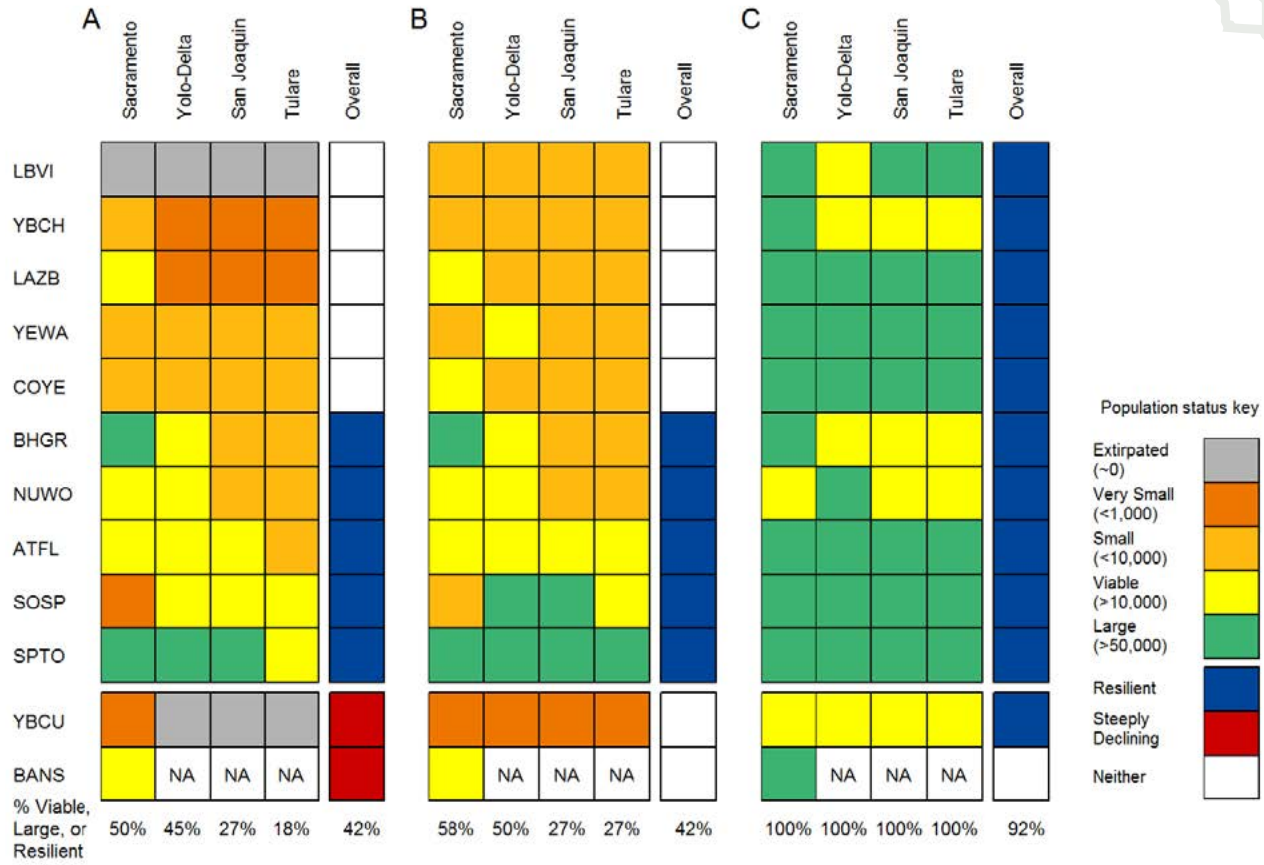 A
Sacramento
Yolo-Delta
San Joaquin
Tulare
Overall
B
Sacramento
Yolo-Delta
San Joaquin
Tulare
Overall
C
Sacramento
Yolo-Delta
San Joaquin
Tulare
Overall
LBVI
YBCH
LAZB
YEWA
COYE
BHGR
NUWO
ATFL
SOSP
SPTO
YBCU
BANS NA NA NA NA NA NA NA NA NA
% Viable,
Large, or
Resilient
50% 45% 27% 18% 42% 58% 50% 27% 27% 42% 100% 100% 100% 100% 92%
Population status key
Extirpated
(~0)
Very Small
(<1,000)
Small
(<10,000)
Viable
(>10.000)
Large
(>50,000)
Resilient
Steeply
Declining
Neither